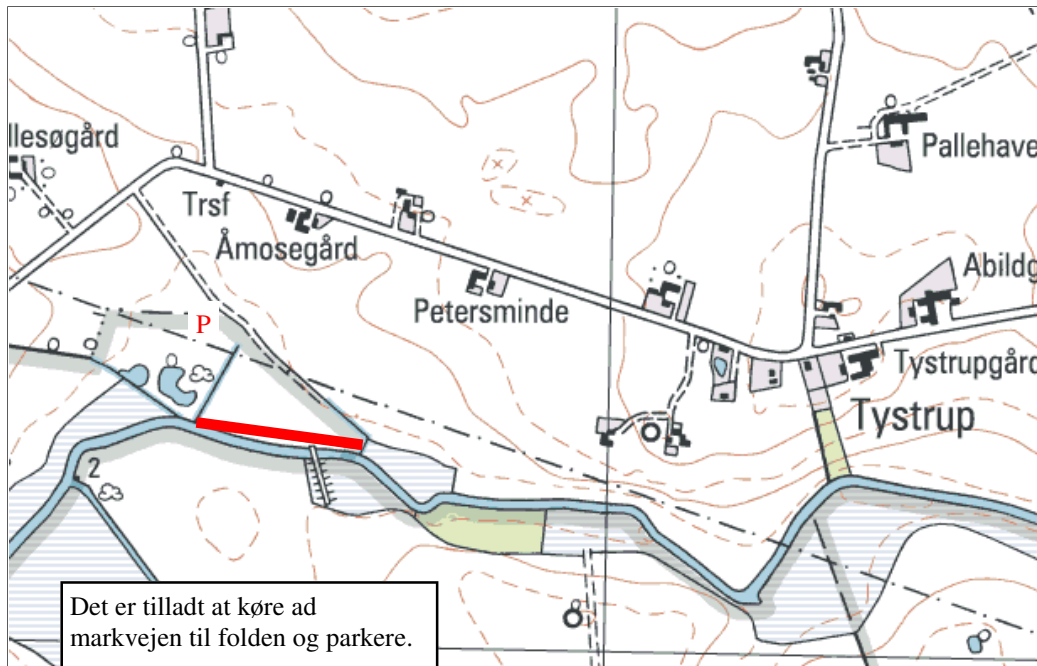 llesøgård
Pallehave
Trsf
Åmosegård
Abildg
Petersminde
P
Tystrupgård
Tystrup
2
Det er tilladt at køre ad
markvejen til folden og parkere.